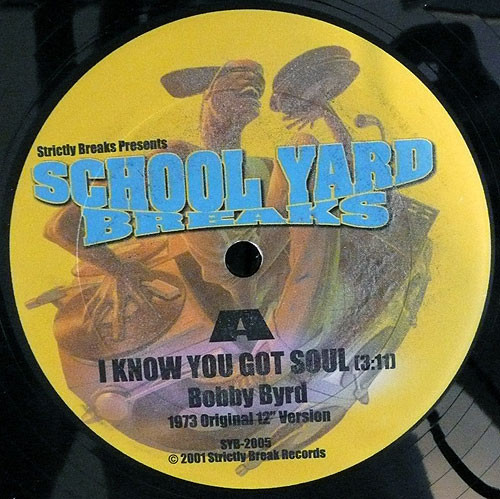 Strictly Breaks Presents
SCHOOL YARD
BREAKS
A
I KNOW YOU GOT SOUL (3:11)
Bobby Byrd
1973 Original 12" Version
SYB-2005
© 2001 Strictly Break Records